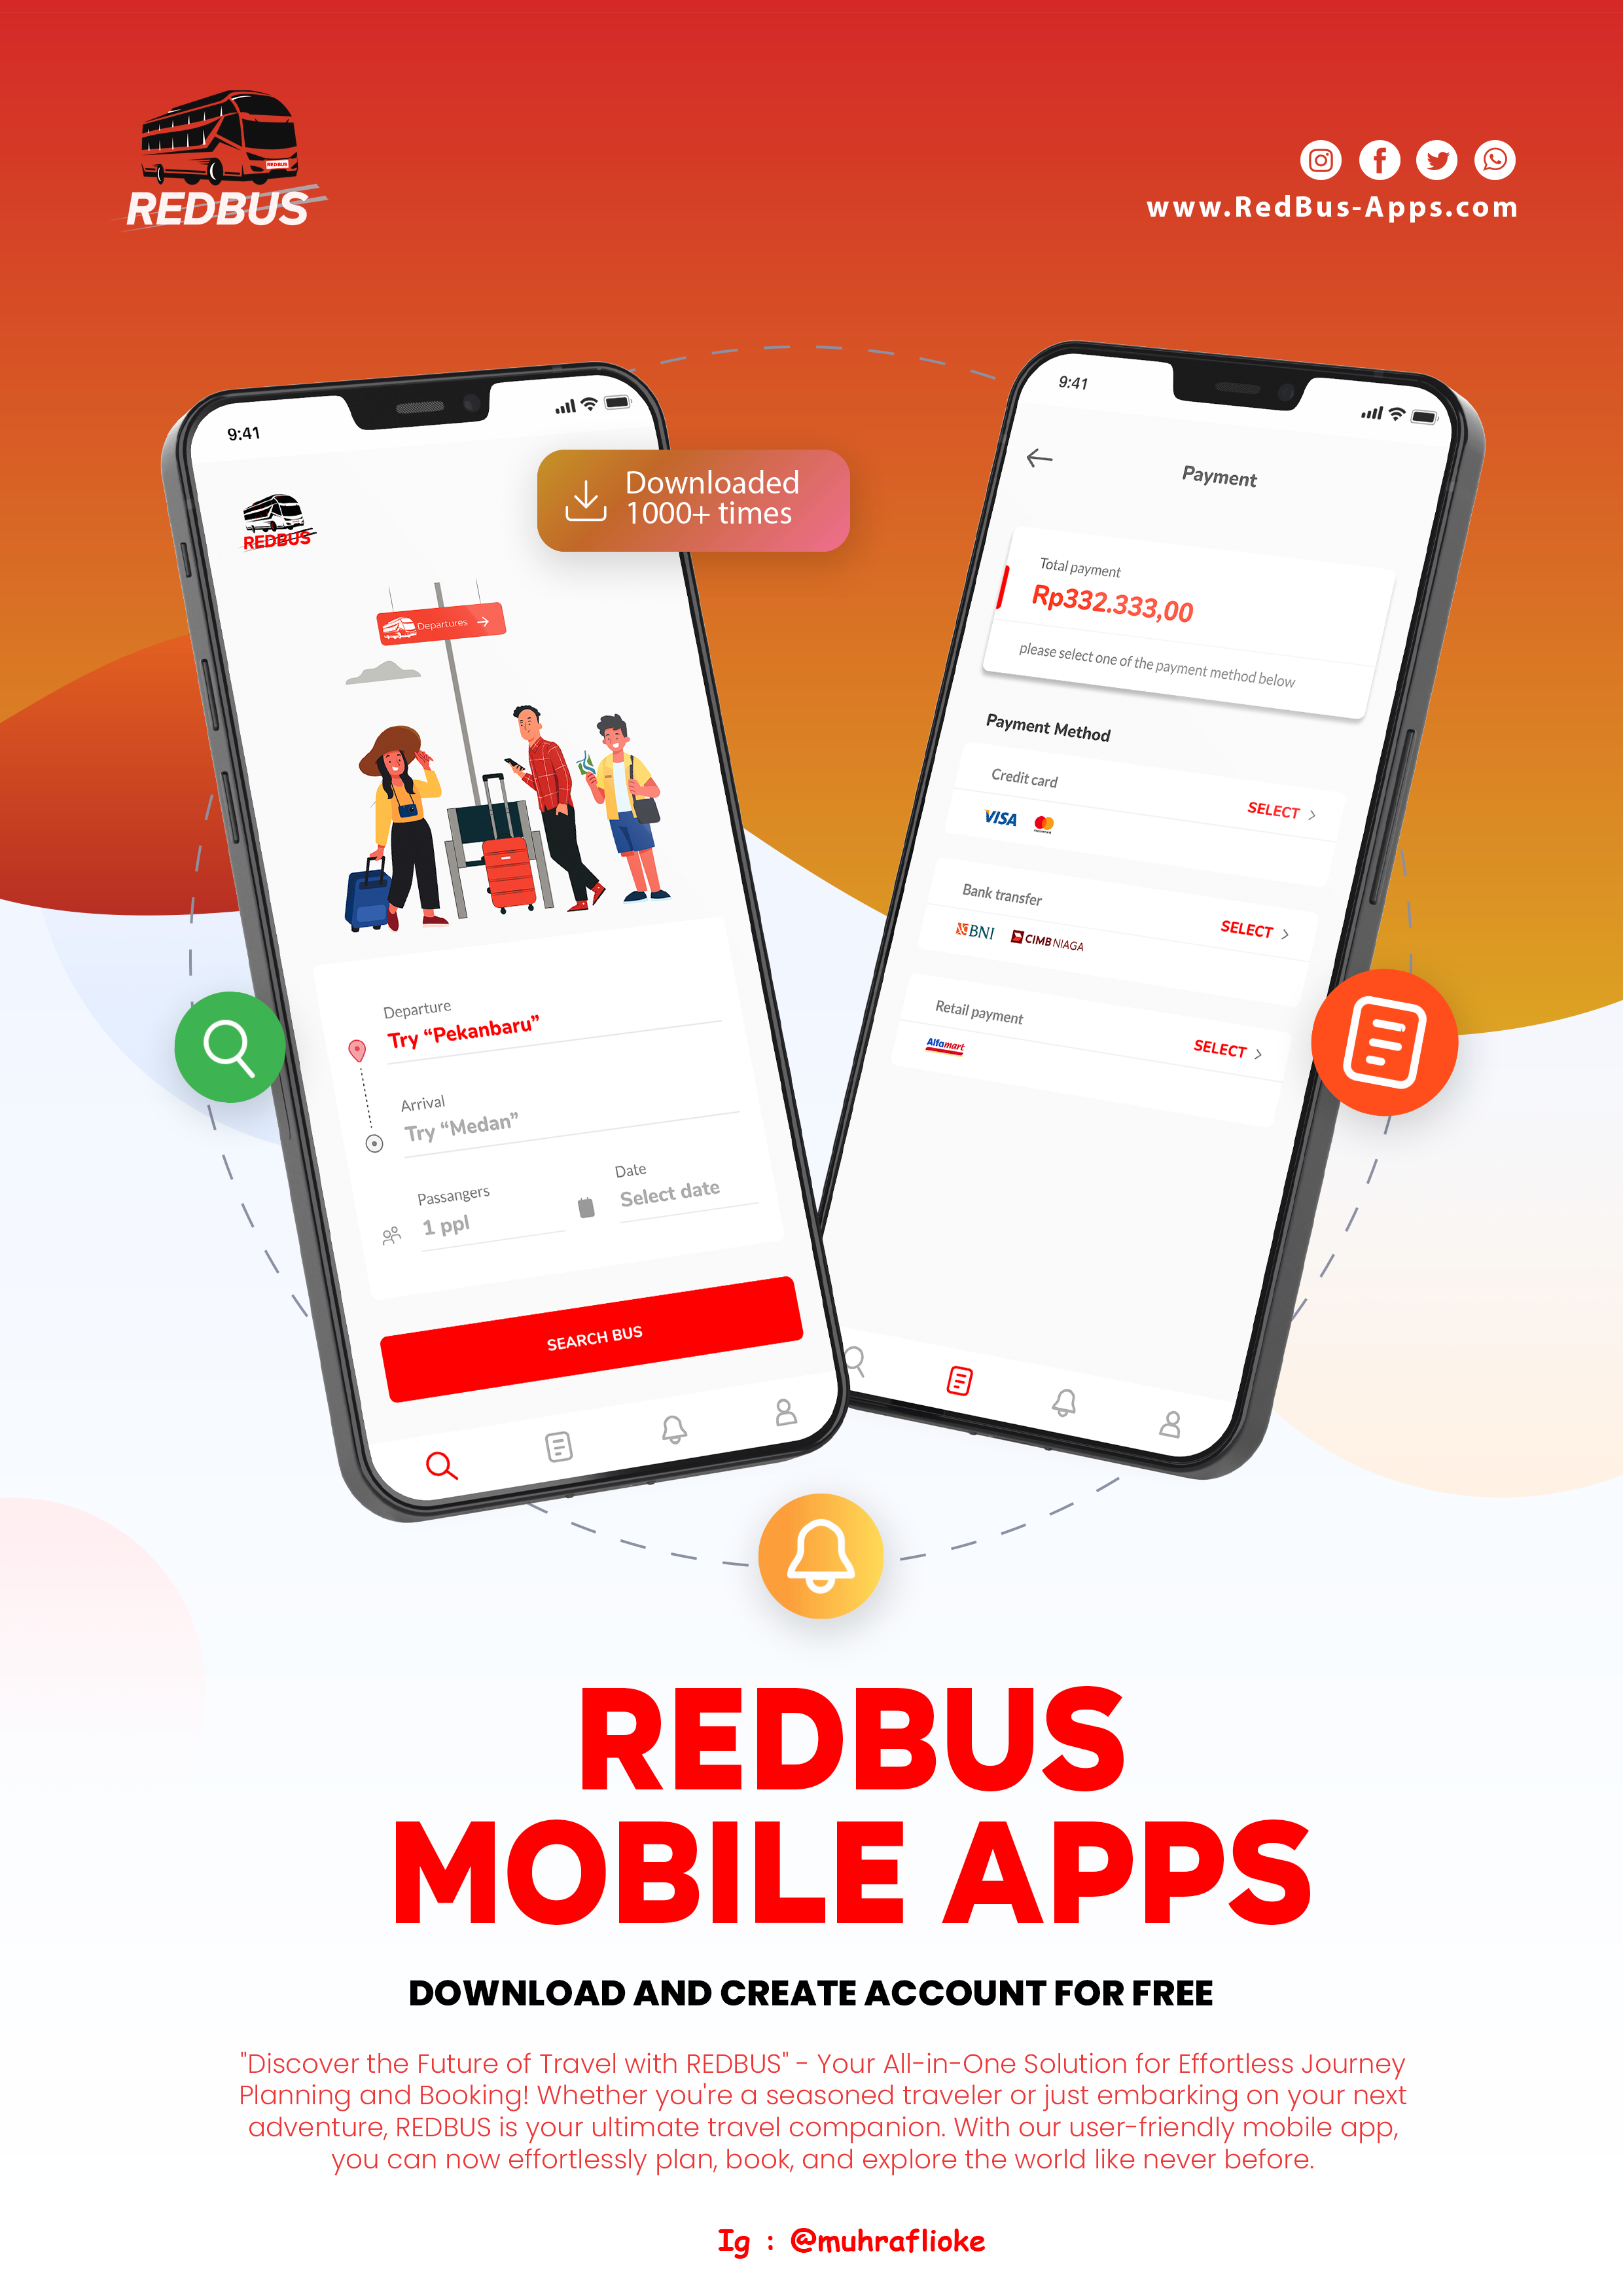 REDBUS
REDBUS
www.RedBus-Apps.com
9:41
REDBUS
Downloaded
1000+ times
Departures
Departure
Try “Pekanbaru”
Arrival
Try “Medan”
Passangers
1 ppl
Date
Select date
SEARCH BUS
9:41
Payment
Total payment
Rp332.333,00
please select one of the payment method below
Payment Method
Credit card
SELECT
VISA
Bank transfer
SELECT
BNI CIMB NIAGA
Retail payment
SELECT
Alfamart
REDBUS
MOBILE APPS
DOWNLOAD AND CREATE ACCOUNT FOR FREE
"Discover the Future of Travel with REDBUS" - Your All-in-One Solution for Effortless Journey
Planning and Booking! Whether you're a seasoned traveler or just embarking on your next
adventure, REDBUS is your ultimate travel companion. With our user-friendly mobile app,
you can now effortlessly plan, book, and explore the world like never before.
Ig : @muhraflioke